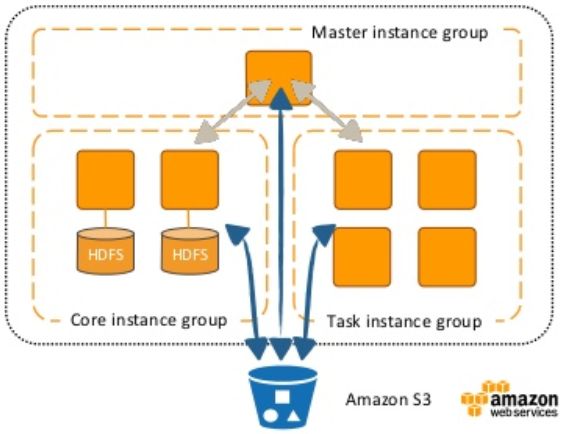 Master instance group
HDFS
HDFS
Core instance group
Task instance group
Amazon S3
amazon
web services